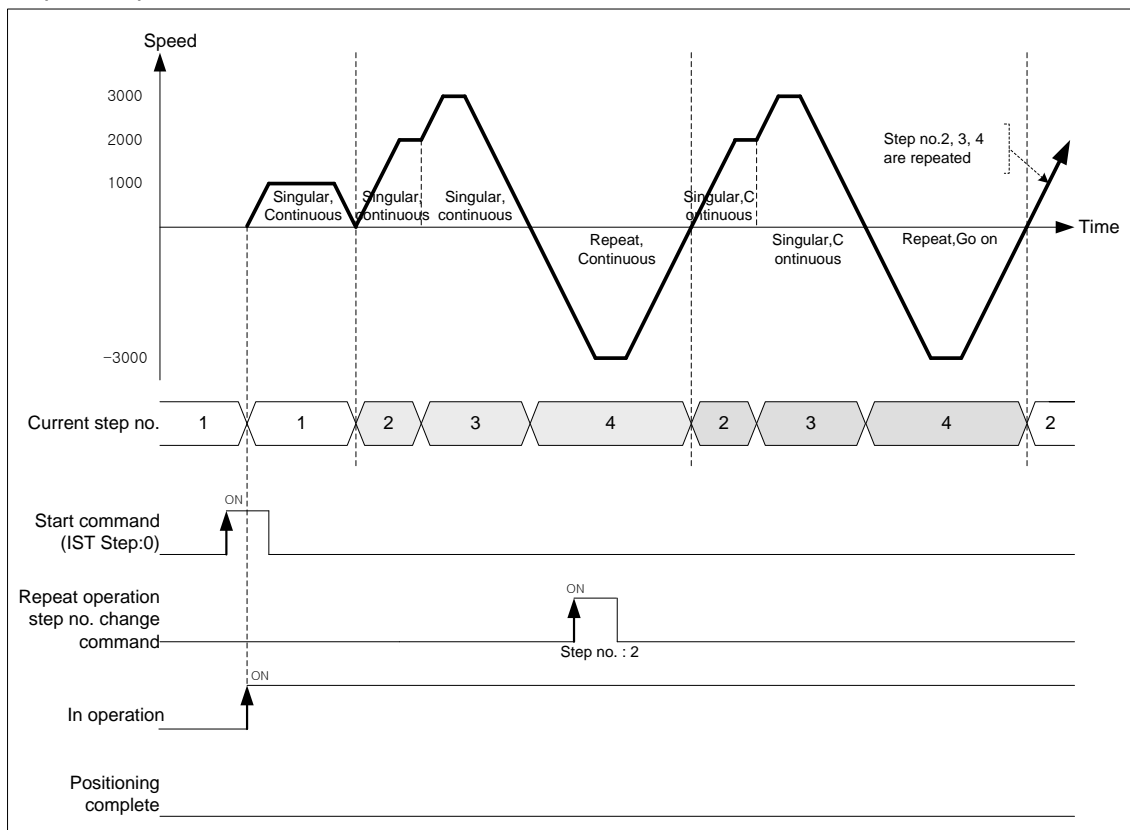 Speed
3000
2000
1000
-3000
Singular,
Continuous
Singular,
continuous
Singular,
continuous
Repeat,
Continuous
Singular,C
ontinuous
Singular,C
ontinuous
Repeat,Go on
Step no.2, 3, 4
are repeated
Time
Current step no.
1
1
2
3
4
2
3
4
2
Start command
(IST Step:0)
ON
Repeat operation
step no. change
command
ON
Step no. : 2
In operation
ON
Positioning
complete